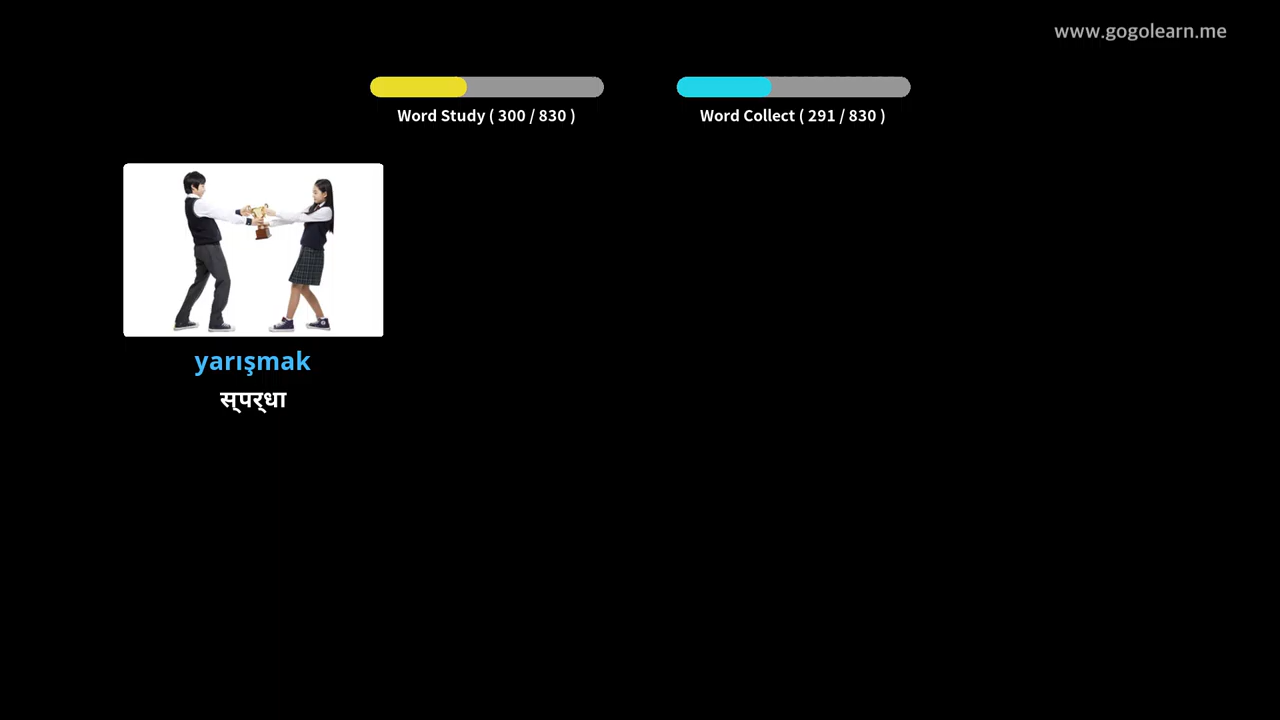 www.gogolearn.me
Word Study ( 300 / 830 )
Word Collect ( 291 / 830 )
yarışmak
स्पर्धा